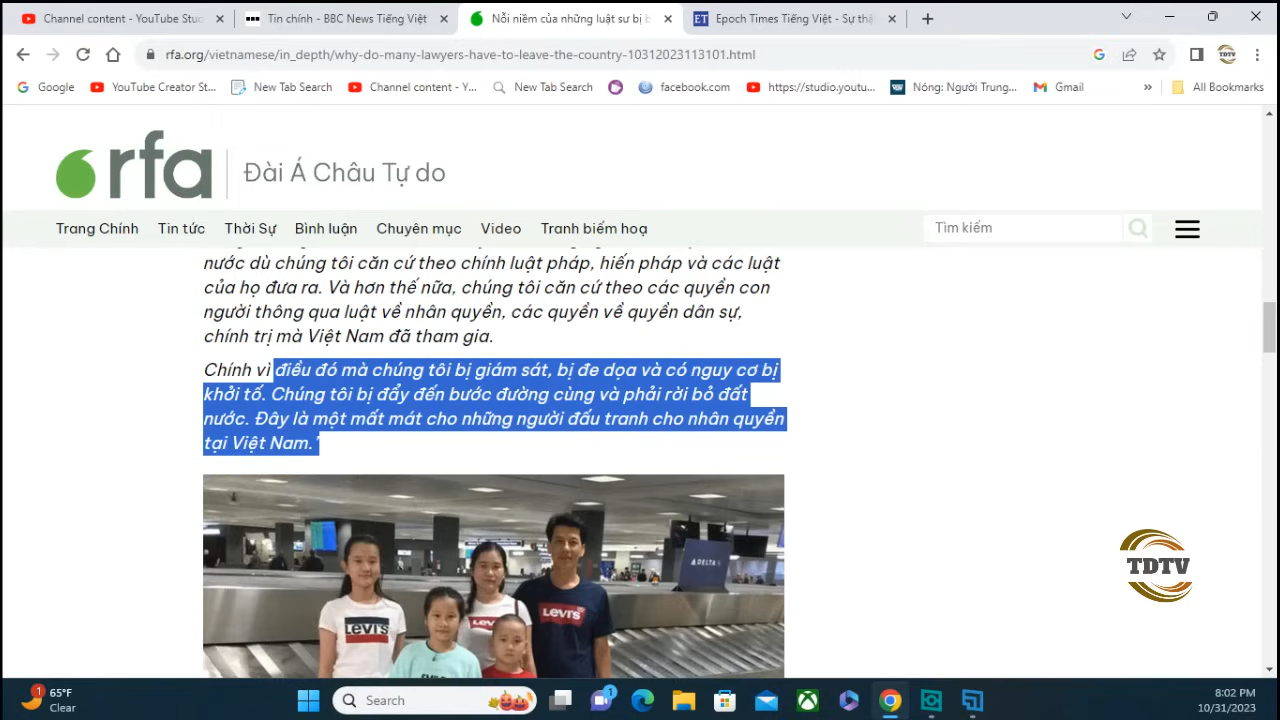 Channel content - YouTube Stu
Tin chính - BBC News Tiếng Việt
Nỗi niềm của những luật sư bị b
Epoch Times Tiếng Việt - Sự thậ
rfa.org/vietnamese/in_depth/why-do-many-lawyers-have-to-leave-the-country-10312023113101.html
TDTV
Google
YouTube Creator St...
New Tab Search
Channel content - Y...
New Tab Search
facebook.com
https://studio.youtu...
Nóng: Người Trung...
Gmail
»
All Bookmarks
rfa
Đài Á Châu Tự do
Trang Chính
Tin tức
Thời Sự
Bình luận
Chuyên mục
Video
Tranh biếm hoạ
Tìm kiếm
nước dù chúng tôi căn cứ theo chính luật pháp, hiến pháp và các luật
của họ đưa ra. Và hơn thế nữa, chúng tôi căn cứ theo các quyền con
người thông qua luật về nhân quyền, các quyền về quyền dân sự,
chính trị mà Việt Nam đã tham gia.
Chính vì điều đó mà chúng tôi bị giám sát, bị đe dọa và có nguy cơ bị
khởi tố. Chúng tôi bị đẩy đến bước đường cùng và phải rời bỏ đất
nước. Đây là một mất mát cho những người đấu tranh cho nhân quyền
tại Việt Nam.'
DELTA
LEVI'S
LEVI'S
LEVI'S
TDTV
1
65°F
Clear
Search
1
8:02 PM
10/31/2023